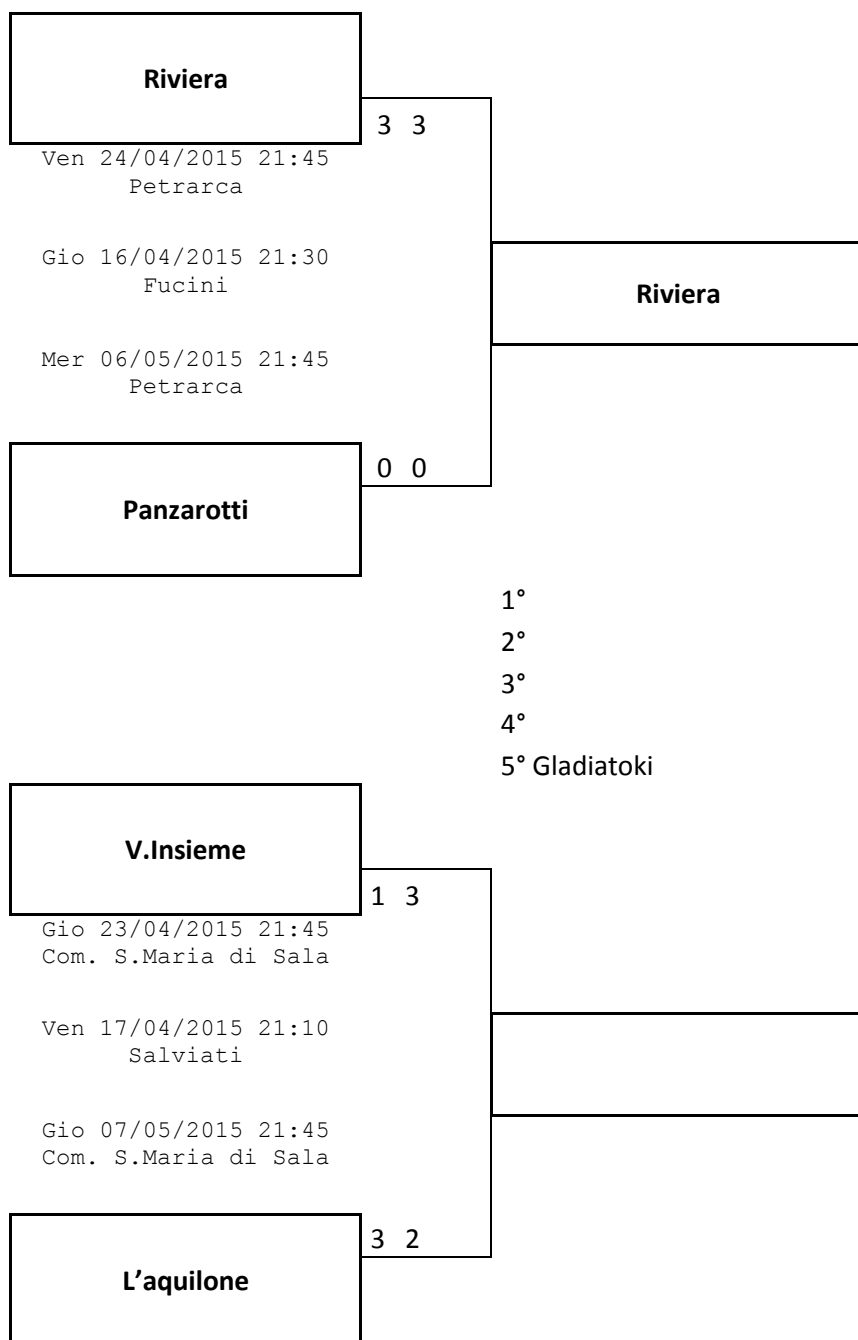 Riviera
3 3
Ven 24/04/2015 21:45
Petrarca
Gio 16/04/2015 21:30
Fucini
Riviera
Mer 06/05/2015 21:45
Petrarca
0 0
Panzarotti
1°
2°
3°
4°
5° Gladiatoki
V.Insieme
1 3
Gio 23/04/2015 21:45
Com. S.Maria di Sala
Ven 17/04/2015 21:10
Salviati
Gio 07/05/2015 21:45
Com. S.Maria di Sala
3 2
L’aquilone